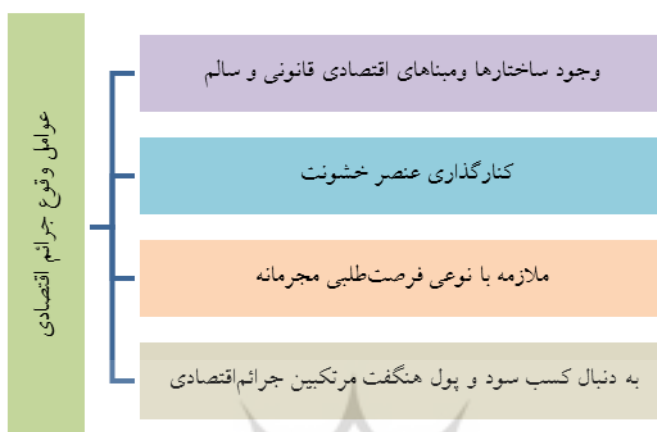 عوامل وقوع جرائم اقتصادی
وجود ساختارها ومبناهای اقتصادی قانونی و سالم
کنارگذاری عنصر خشونت
ملازمه با نوعی فرصت‌طلبی مجرمانه
به دنبال کسب سود و پول هنگفت مرتکبین جرائم‌اقتصادی